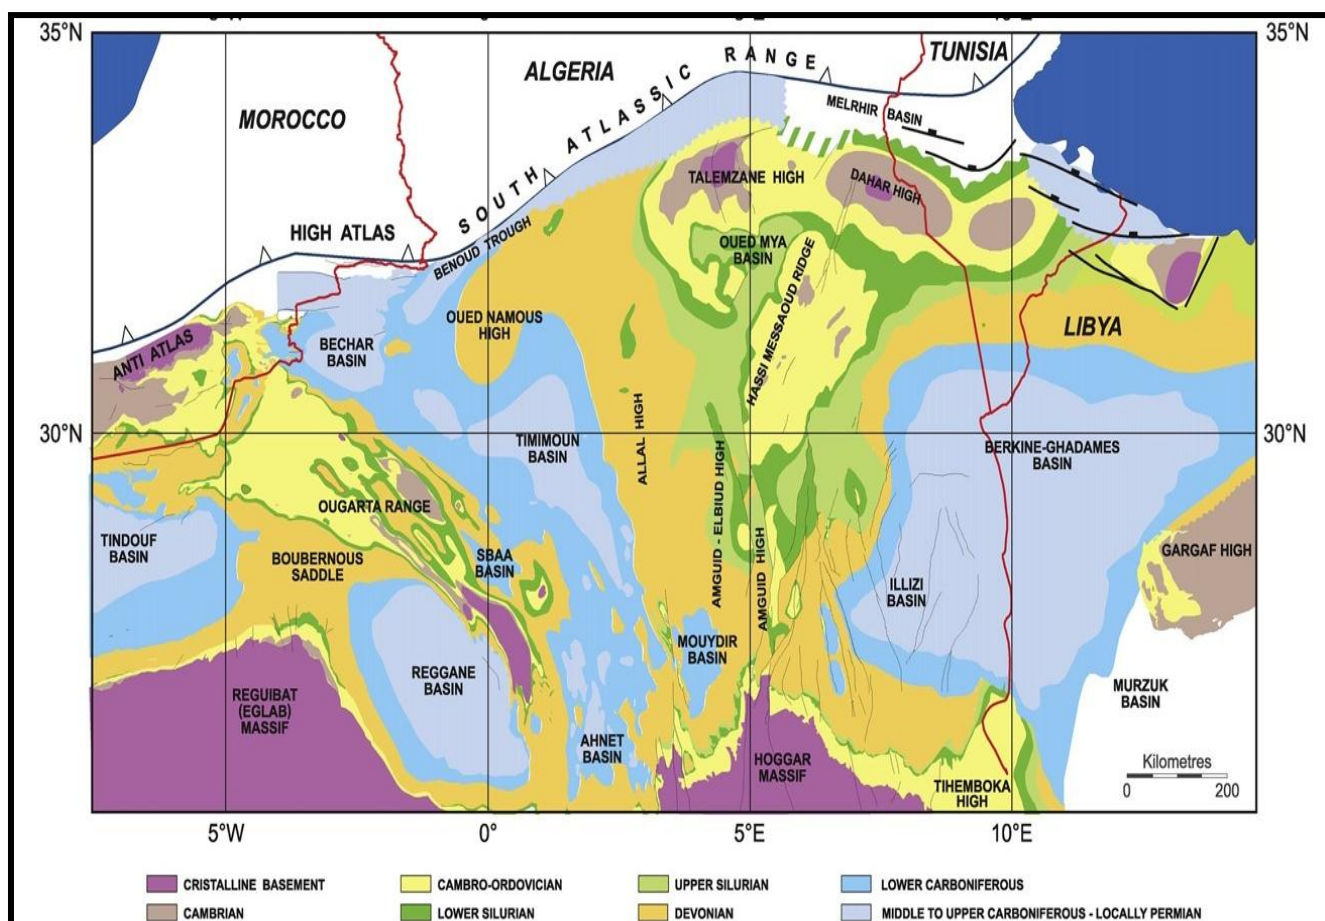 35°N
35°N
TUNISIA
ALGERIA
SOUTH ATLASSIC RANGE
MELRHIR BASIN
MOROCCO
TALEMZANE HIGH
DAHAR HIGH
HIGH ATLAS
BENOUD TROUGH
OUED MYA
BASIN
HASSI MESSAOUD RIDGE
OUED NAMOUS
HIGH
LIBYA
ANTI ATLAS
BECHAR
BASIN
ALLAL HIGH
30°N
30°N
TIMIMOUN
BASIN
BERKINE-GHADAMES
BASIN
AMGUID - ELBIUD HIGH
OUGARTA RANGE
TINDOUF
BASIN
BOUBERNOUS
SADDLE
SBAA
BASIN
AMGUID HIGH
GARGAF HIGH
ILLIZI
BASIN
MOUYDIR
BASIN
REGGANE
BASIN
REGUIBAT
(EGLAB)
MASSIF
MURZUK
BASIN
AHNET
BASIN
HOGGAR
MASSIF
TIHEMBOKA
HIGH
Kilometres
0 200
5°W 0° 5°E 10°E
CRISTALLINE BASEMENT
CAMBRO-ORDOVICIAN
UPPER SILURIAN
LOWER CARBONIFEROUS
CAMBRIAN
LOWER SILURIAN
DEVONIAN
MIDDLE TO UPPER CARBONIFEROUS - LOCALLY PERMIAN